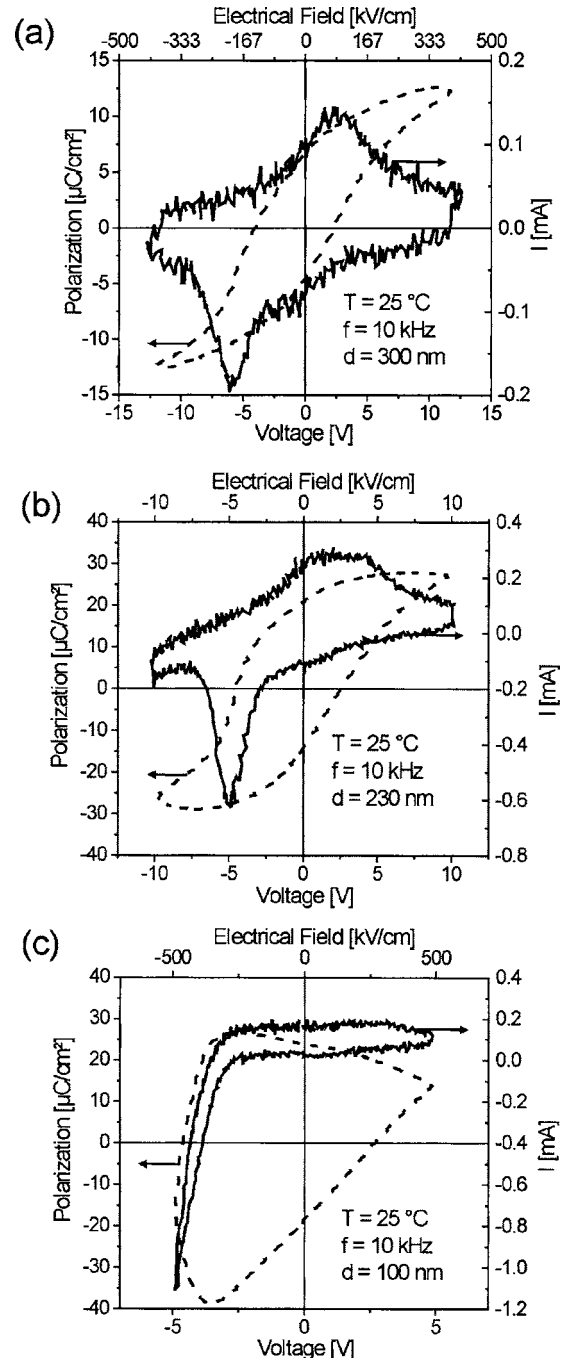 (a)
Electrical Field [kV/cm]
-500 -333 -167 0 167 333 500
15 10 5 0 -5 -10 -15
Polarization [µC/cm²]
0.2 0.1 0.0 -0.1 -0.2
I [mA]
T = 25 °C
f = 10 kHz
d = 300 nm
-15 -10 -5 0 5 10 15
Voltage [V]
(b)
Electrical Field [kV/cm]
-10 -5 0 5 10
40 30 20 10 0 -10 -20 -30 -40
Polarization [µC/cm²]
0.4 0.2 0.0 -0.2 -0.4 -0.6 -0.8
I [mA]
T = 25 °C
f = 10 kHz
d = 230 nm
-10 -5 0 5 10
Voltage [V]
(c)
Electrical Field [kV/cm]
-500 0 500
40 30 20 10 0 -10 -20 -30 -40
Polarization [µC/cm²]
0.4 0.2 0.0 -0.2 -0.4 -0.6 -0.8 -1.0 -1.2
I [mA]
T = 25 °C
f = 10 kHz
d = 100 nm
-5 0 5
Voltage [V]